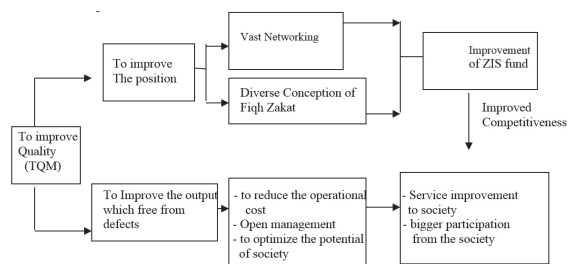 -
To improve
The position
Vast Networking
Diverse Conception of
Fiqh Zakat
Improvement
of ZIS fund
Improved
Competitiveness
To improve
Quality
(TQM)
To Improve the output
which free from
defects
- to reduce the operational
cost
- Open management
- to optimize the potential
of society
- Service improvement
to society
- bigger participation
from the society